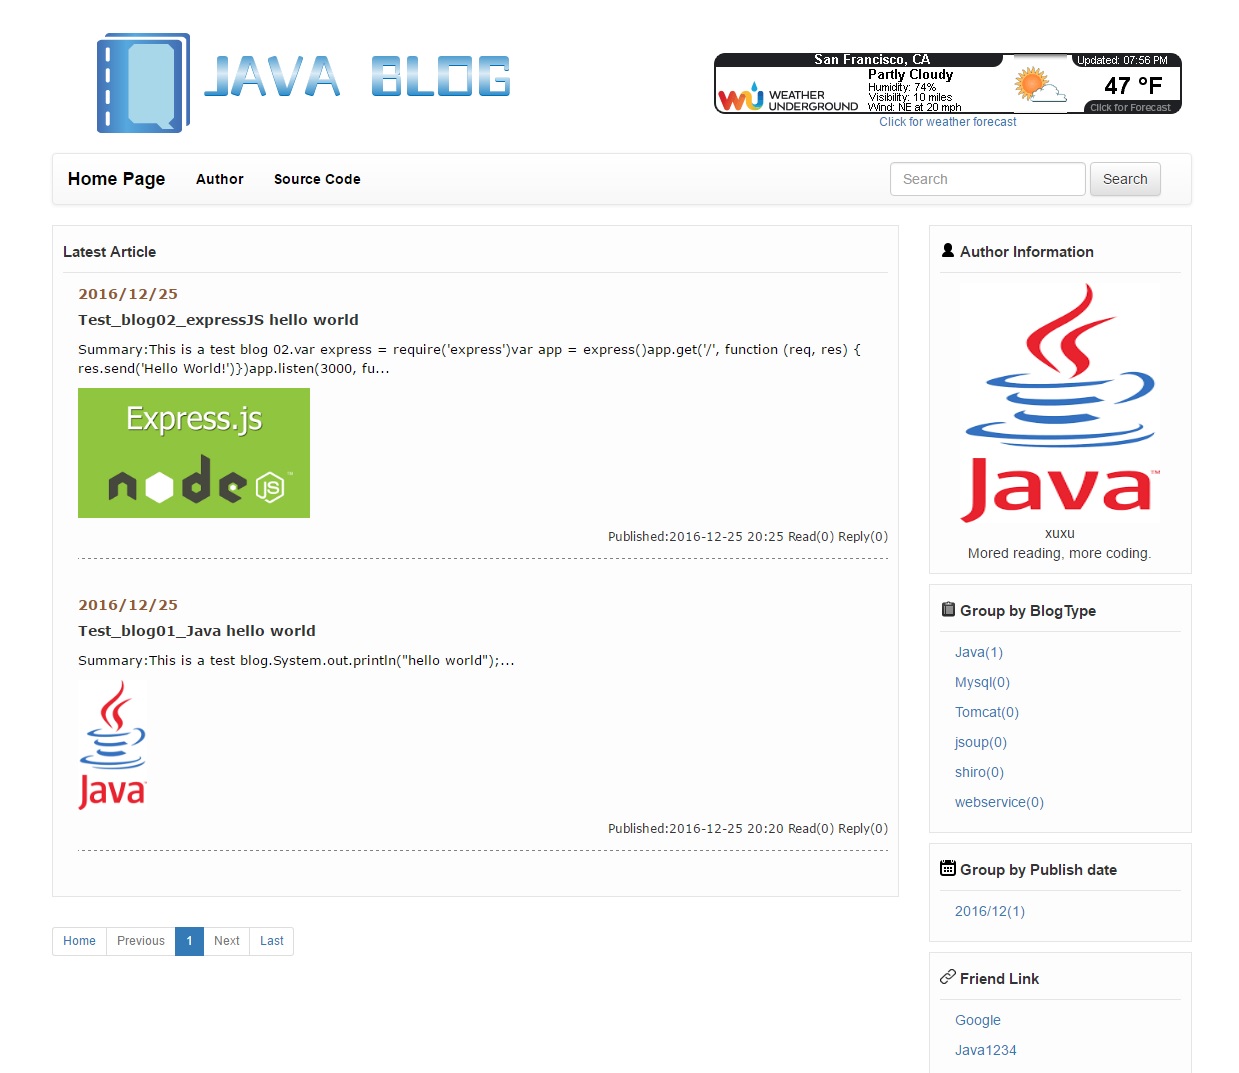 JAVA BLOG
San Francisco, CA
Updated: 07:56 PM
WEATHER
UNDERGROUND
Partly Cloudy
Humidity: 74%
Visibility: 10 miles
Wind: NE at 20 mph
47 °F
Click for Forecast
Click for weather forecast
Home Page
Author
Source Code
Search
Search
Latest Article
2016/12/25
Test_blog02_expressJS hello world
Summary:This is a test blog 02.var express = require('express')var app = express()app.get('/', function (req, res) {
res.send('Hello World!')})app.listen(3000, fu...
Express.js
node JS ™
Published:2016-12-25 20:25 Read(0) Reply(0)
2016/12/25
Test_blog01_Java hello world
Summary:This is a test blog.System.out.println("hello world");...
Java
Published:2016-12-25 20:20 Read(0) Reply(0)
Home
Previous
1
Next
Last
Author Information
Java™
xuxu
Mored reading, more coding.
Group by BlogType
Java(1)
Mysql(0)
Tomcat(0)
jsoup(0)
shiro(0)
webservice(0)
Group by Publish date
2016/12(1)
Friend Link
Google
Java1234